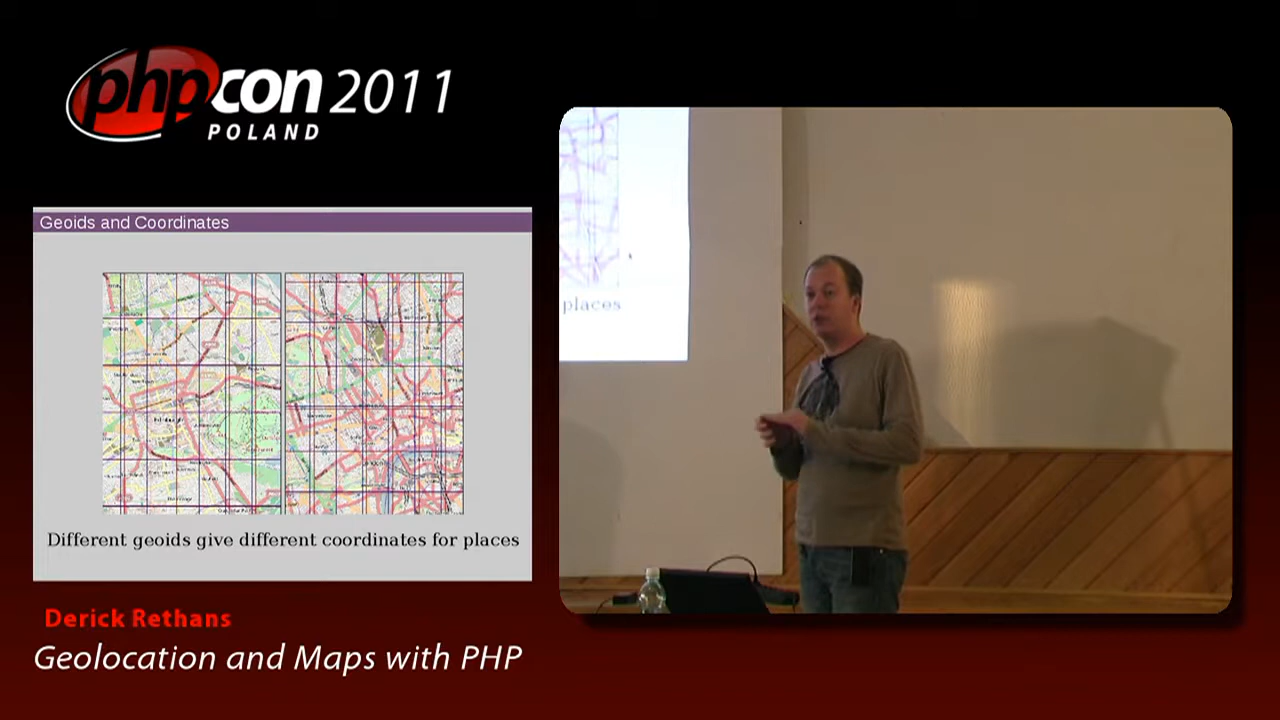 phpcon 2011
POLAND
Geoids and Coordinates
Different geoids give different coordinates for places
places
Derick Rethans
Geolocation and Maps with PHP